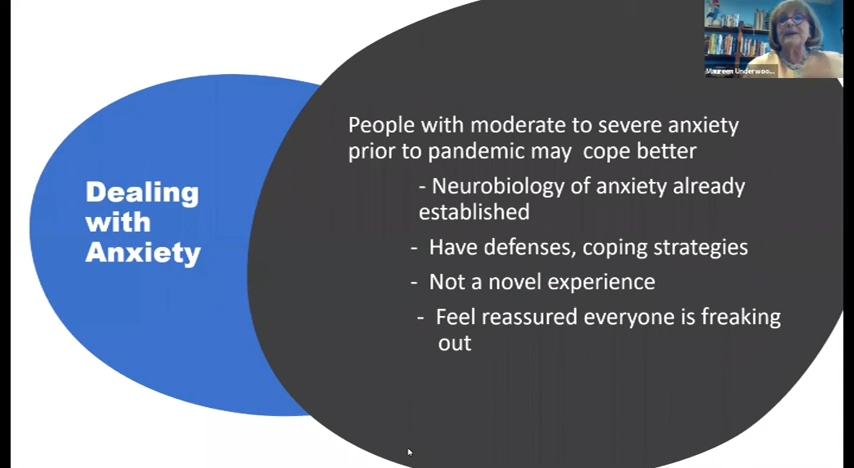 Dealing
with
Anxiety
People with moderate to severe anxiety
prior to pandemic may cope better
- Neurobiology of anxiety already
established
- Have defenses, coping strategies
- Not a novel experience
- Feel reassured everyone is freaking
out
Maureen Underwoo...